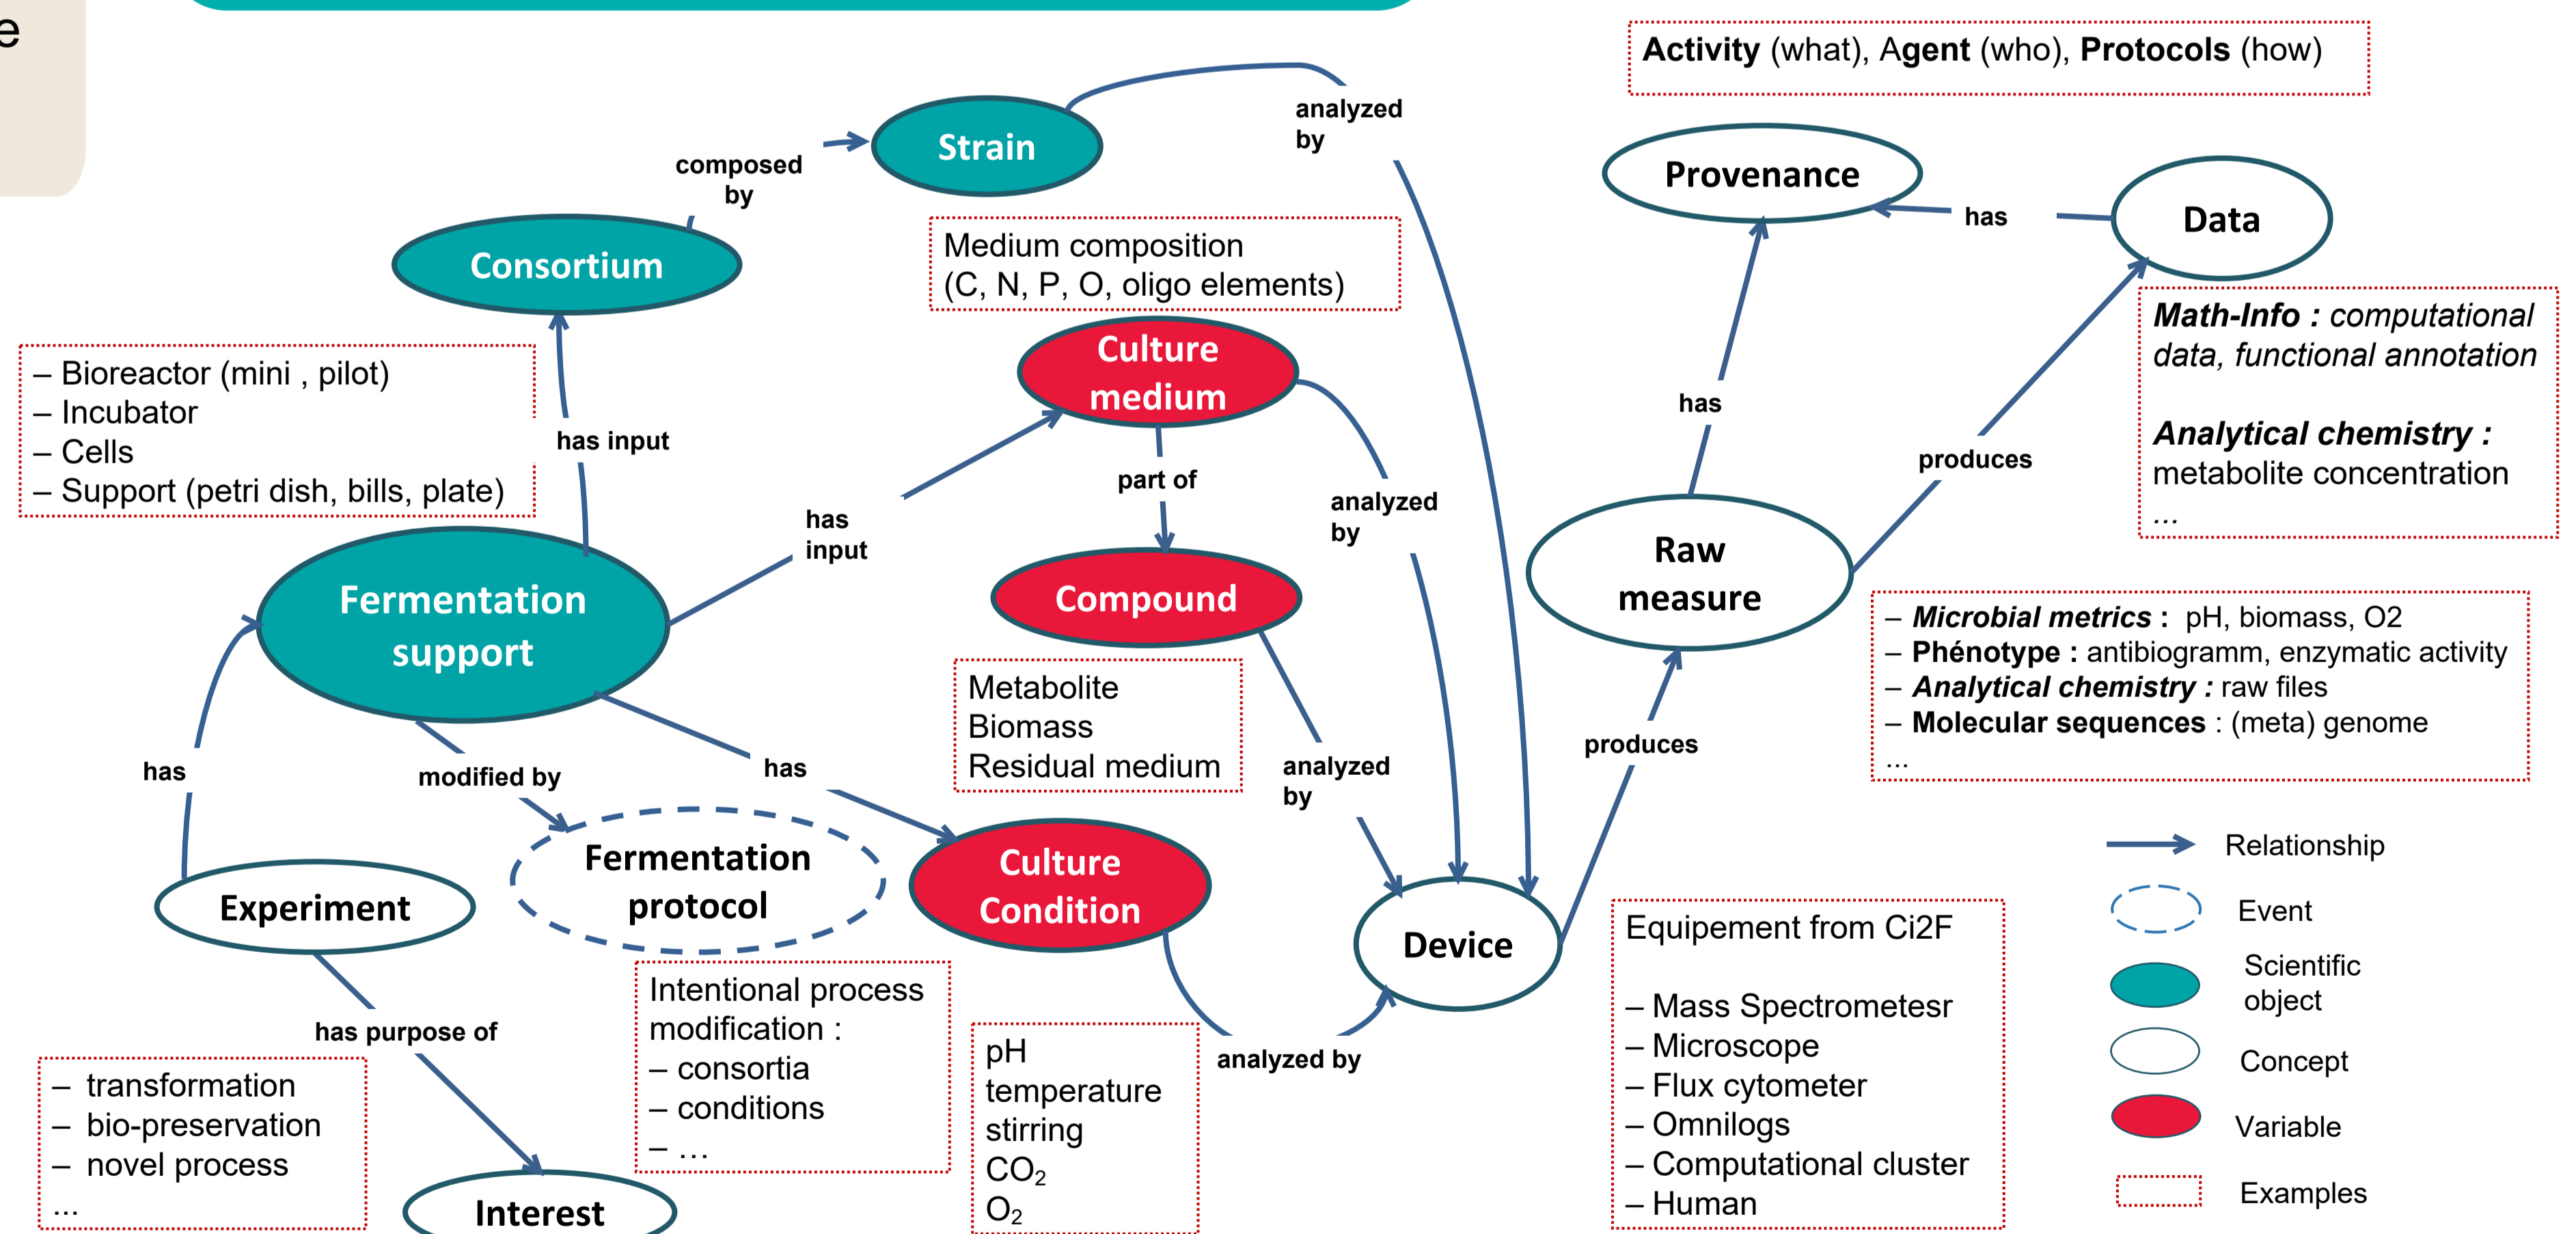 e
Activity (what), Agent (who), Protocols (how)
analyzed
by
Strain
composed
by
Provenance
has
Data
Consortium
Medium composition
(C, N, P, O, oligo elements)
Math-Info : computational
data, functional annotation
Analytical chemistry :
metabolite concentration
...
Culture
medium
– Bioreactor (mini , pilot)
– Incubator
– Cells
– Support (petri dish, bills, plate)
has input
has
part of
produces
analyzed
by
has
input
Raw
measure
Fermentation
support
Compound
– Microbial metrics : pH, biomass, O2
– Phénotype : antibiogramm, enzymatic activity
– Analytical chemistry : raw files
– Molecular sequences : (meta) genome
...
Metabolite
Biomass
Residual medium
produces
has
modified by
has
analyzed
by
Fermentation
protocol
Culture
Condition
Experiment
Device
Relationship
Event
Scientific
object
Concept
Variable
Examples
Equipement from Ci2F
– Mass Spectrometesr
– Microscope
– Flux cytometer
– Omnilogs
– Computational cluster
– Human
Intentional process
modification :
– consortia
– conditions
– ...
has purpose of
pH
temperature
stirring
CO₂
O₂
analyzed by
– transformation
– bio-preservation
– novel process
...
Interest